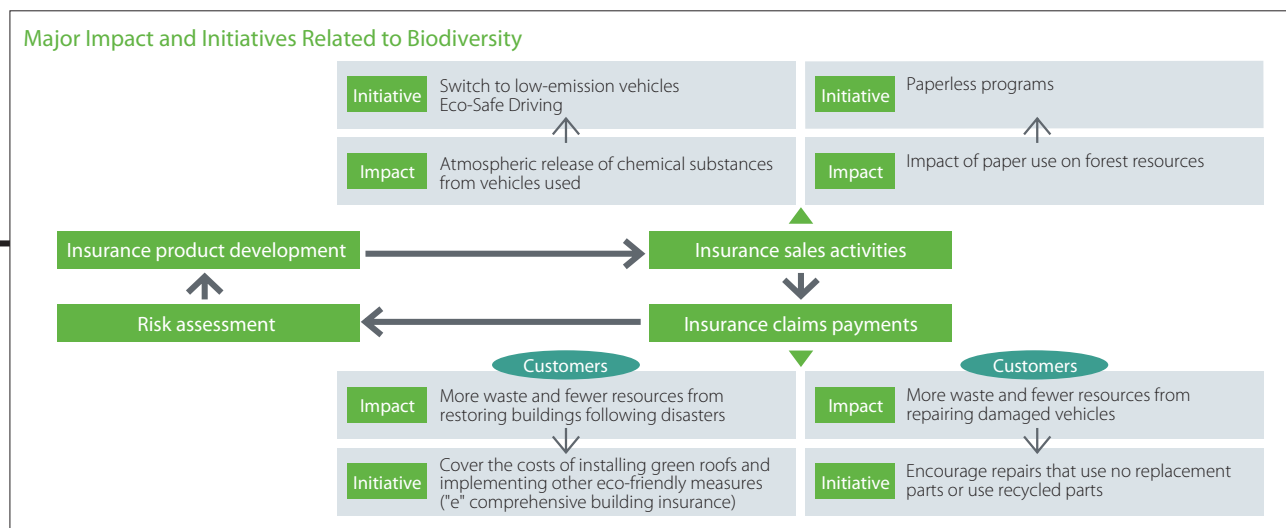 Major Impact and Initiatives Related to Biodiversity
Initiative
Switch to low-emission vehicles
Eco-Safe Driving
Initiative
Paperless programs
Impact
Atmospheric release of chemical substances
from vehicles used
Impact
Impact of paper use on forest resources
Insurance product development
Insurance sales activities
Risk assessment
Insurance claims payments
Customers
Customers
Impact
More waste and fewer resources from
restoring buildings following disasters
Impact
More waste and fewer resources from
repairing damaged vehicles
Initiative
Cover the costs of installing green roofs and
implementing other eco-friendly measures
("e" comprehensive building insurance)
Initiative
Encourage repairs that use no replacement
parts or use recycled parts